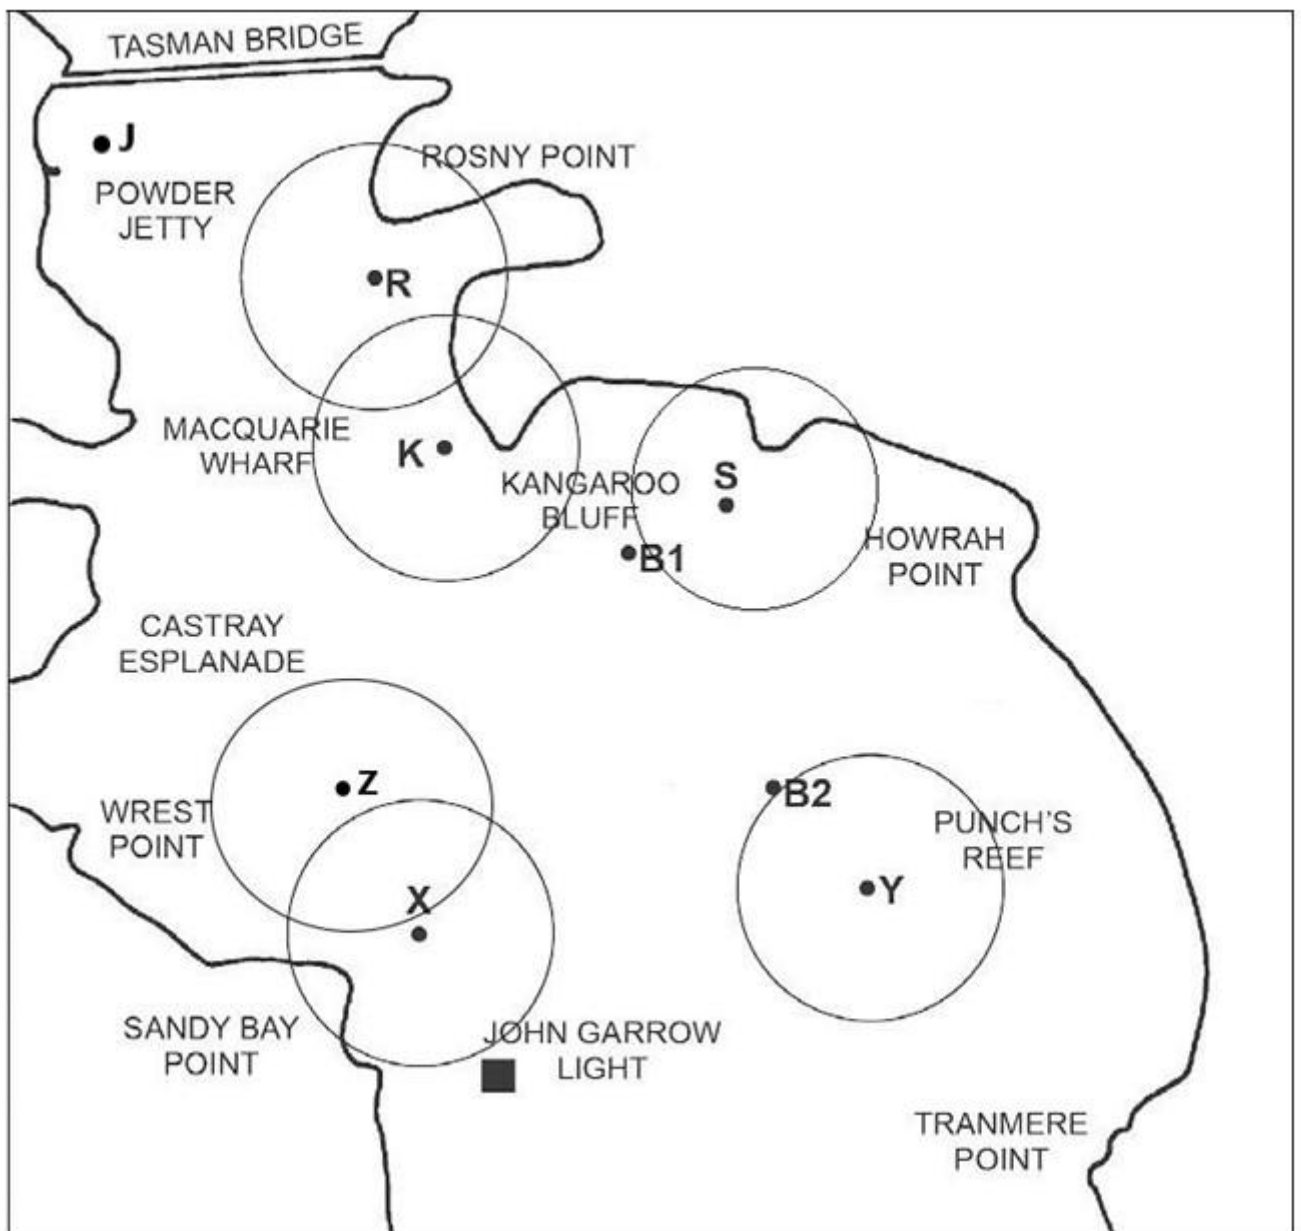 TASMAN BRIDGE
J
ROSNY POINT
POWDER
JETTY
R
MACQUARIE
WHARF
K
KANGAROO
BLUFF
S
B1
HOWRAH
POINT
CASTRAY
ESPLANADE
Z
WREST
POINT
B2
PUNCH'S
REEF
X
Y
SANDY BAY
POINT
JOHN GARROW
LIGHT
TRANMERE
POINT